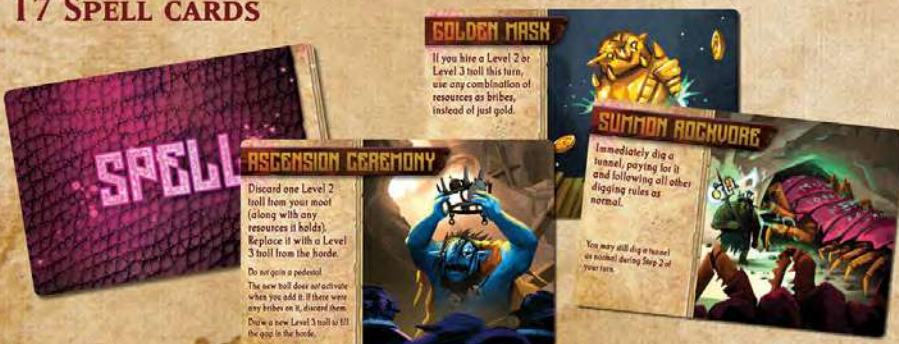 17 SPELL CARDS
SPELL
GOLDEN MASK
If you hire a Level 2 or
Level 3 troll this turn,
use any combination of
resources as bribes,
instead of just gold.
ASCENSION CEREMONY
Discard one Level 2
troll from your moot
(along with any
resources it holds).
Replace it with a Level
3 troll from the horde.
Do not gain a pedestal
The new troll does not activate
when you add it. If there were
any bribes on it, discard them.
Draw a new Level 3 troll to fill
the gap in the horde.
SUMMON ROCKVORE
Immediately dig a
tunnel, paying for it
and following all other
digging rules as
normal.
You may still dig a tunnel
as normal during Step 2 of
your turn.